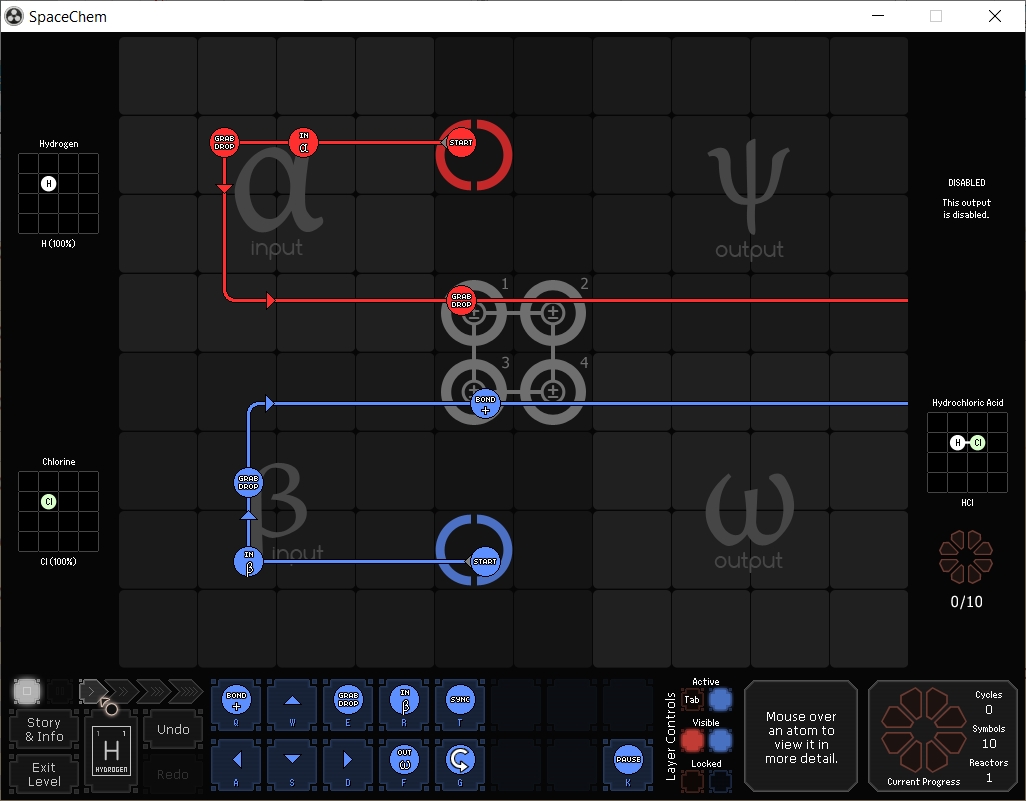 SpaceChem
Hydrogen
H
H (100%)
Chlorine
Cl
Cl (100%)
GRAB
DROP
IN
α
START
α
input
ψ
output
GRAB
DROP
1
2
±
±
3
4
±
±
BOND
+
GRAB
DROP
IN
β
START
β
input
ω
output
DISABLED
This output
is disabled.
Hydrochloric Acid
H Cl
HCl
0/10
Story
& Info
Exit
Level
1 1
H
HYDROGEN
Undo
Redo
BOND
+
Q
W
GRAB
DROP
E
IN
β
R
SYNC
T
A
S
D
OUT
ω
F
G
PAUSE
K
Layer Controls
Active
Tab
Visible
Locked
Mouse over
an atom to
view it in
more detail.
Cycles
0
Symbols
10
Reactors
1
Current Progress